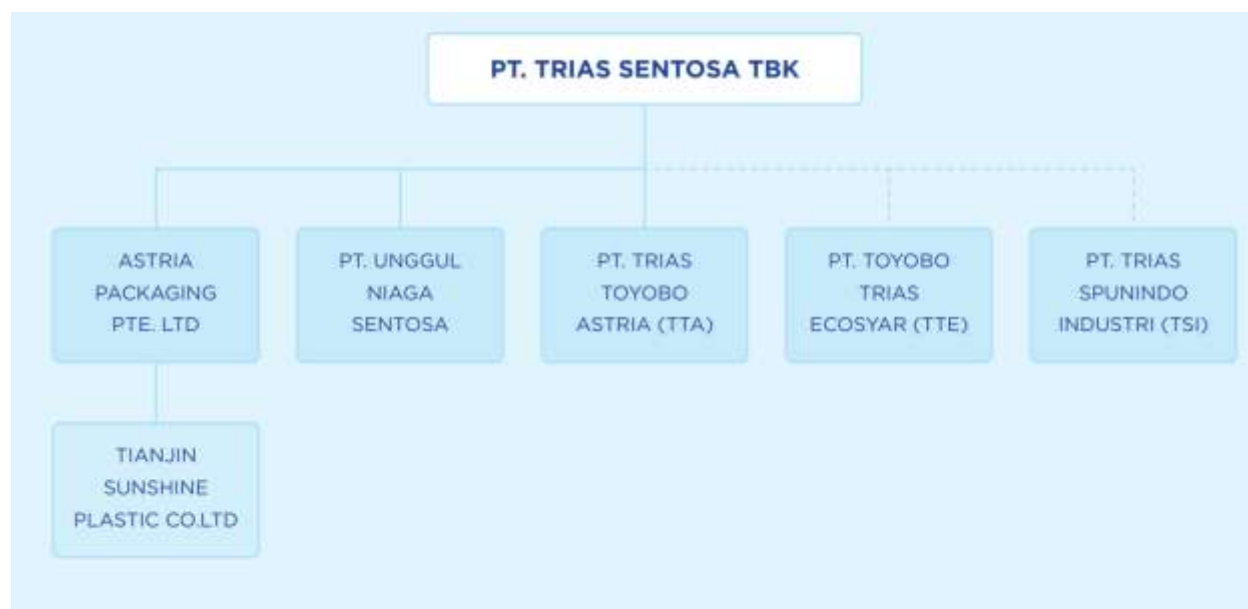 PT. TRIAS SENTOSA TBK
ASTRIA
PACKAGING
PTE. LTD
PT. UNGGUL
NIAGA
SENTOSA
PT. TRIAS
TOYOBO
ASTRIA (TTA)
PT. TOYOBO
TRIAS
ECOSYAR (TTE)
PT. TRIAS
SPUNINDO
INDUSTRI (TSI)
TIANJIN
SUNSHINE
PLASTIC CO.LTD